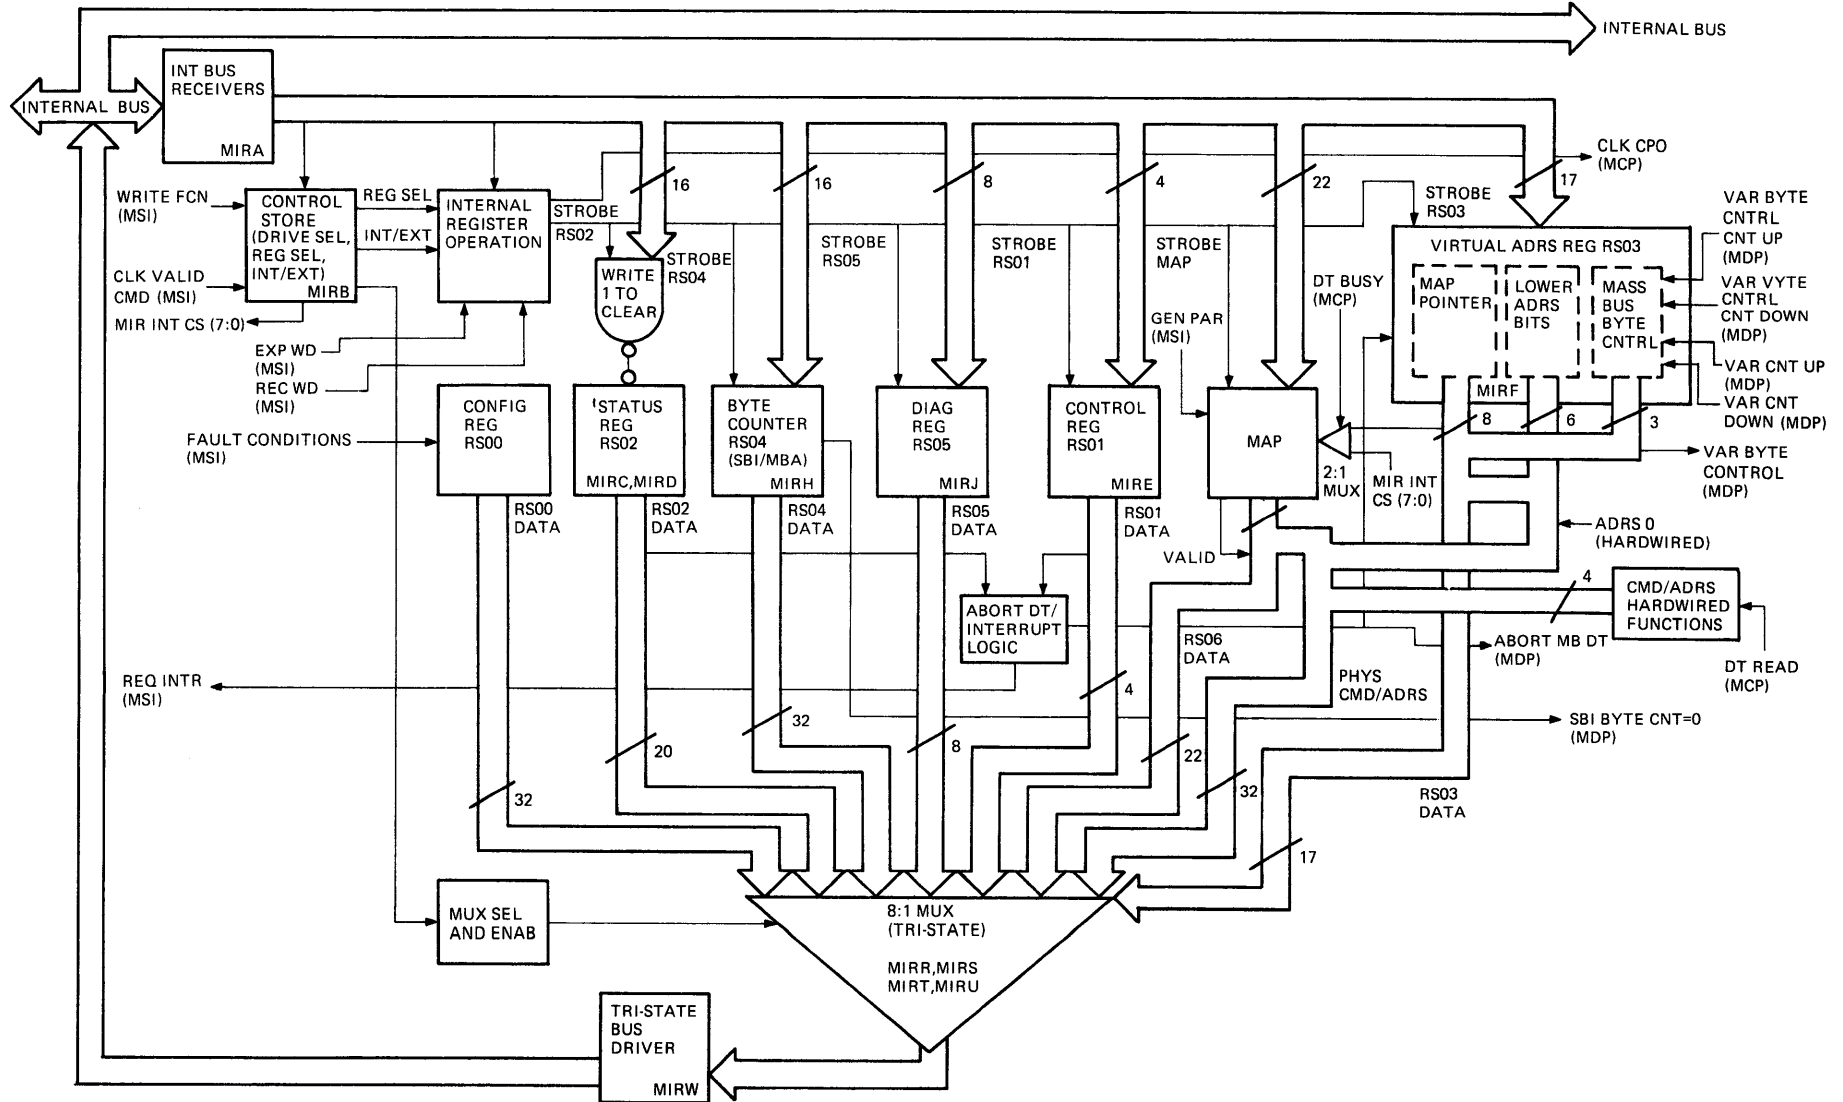 INTERNAL BUS
INT BUS
RECEIVERS
MIRA
INTERNAL BUS
CLK CPO
(MCP)
16
16
8
4
22
17
WRITE FCN
(MSI)
CONTROL
STORE
(DRIVE SEL,
REG SEL,
INT/EXT)
MIRB
REG SEL
INT/EXT
INTERNAL
REGISTER
OPERATION
STROBE
RS02
STROBE
RS04
STROBE
RS05
STROBE
RS01
STROBE
MAP
STROBE
RS03
CLK VALID
CMD (MSI)
MIR INT CS (7:0)
EXP WD
(MSI)
REC WD
(MSI)
WRITE
1 TO
CLEAR
GEN PAR
(MSI)
DT BUSY
(MCP)
VIRTUAL ADRS REG RS03
MAP
POINTER
LOWER
ADRS
BITS
MASS
BUS
BYTE
CNTRL
MIRF
VAR BYTE
CNTRL
CNT UP
(MDP)
VAR VYTE
CNTRL
CNT DOWN
(MDP)
VAR CNT UP
(MDP)
VAR CNT
DOWN (MDP)
8
6
3
FAULT CONDITIONS
(MSI)
CONFIG
REG
RS00
STATUS
REG
RS02
MIRC,MIRD
BYTE
COUNTER
RS04
(SBI/MBA)
MIRH
DIAG
REG
RS05
MIRJ
CONTROL
REG
RS01
MIRE
MAP
2:1
MUX
MIR INT
CS (7:0)
VAR BYTE
CONTROL
(MDP)
RS00
DATA
RS02
DATA
RS04
DATA
RS05
DATA
RS01
DATA
VALID
ADRS 0
(HARDWIRED)
4
CMD/ADRS
HARDWIRED
FUNCTIONS
ABORT DT/
INTERRUPT
LOGIC
RS06
DATA
ABORT MB DT
(MDP)
DT READ
(MCP)
REQ INTR
(MSI)
PHYS
CMD/ADRS
4
32
SBI BYTE CNT=0
(MDP)
20
8
22
32
32
RS03
DATA
17
MUX SEL
AND ENAB
8:1 MUX
(TRI-STATE)
MIRR,MIRS
MIRT,MIRU
TRI-STATE
BUS
DRIVER
MIRW